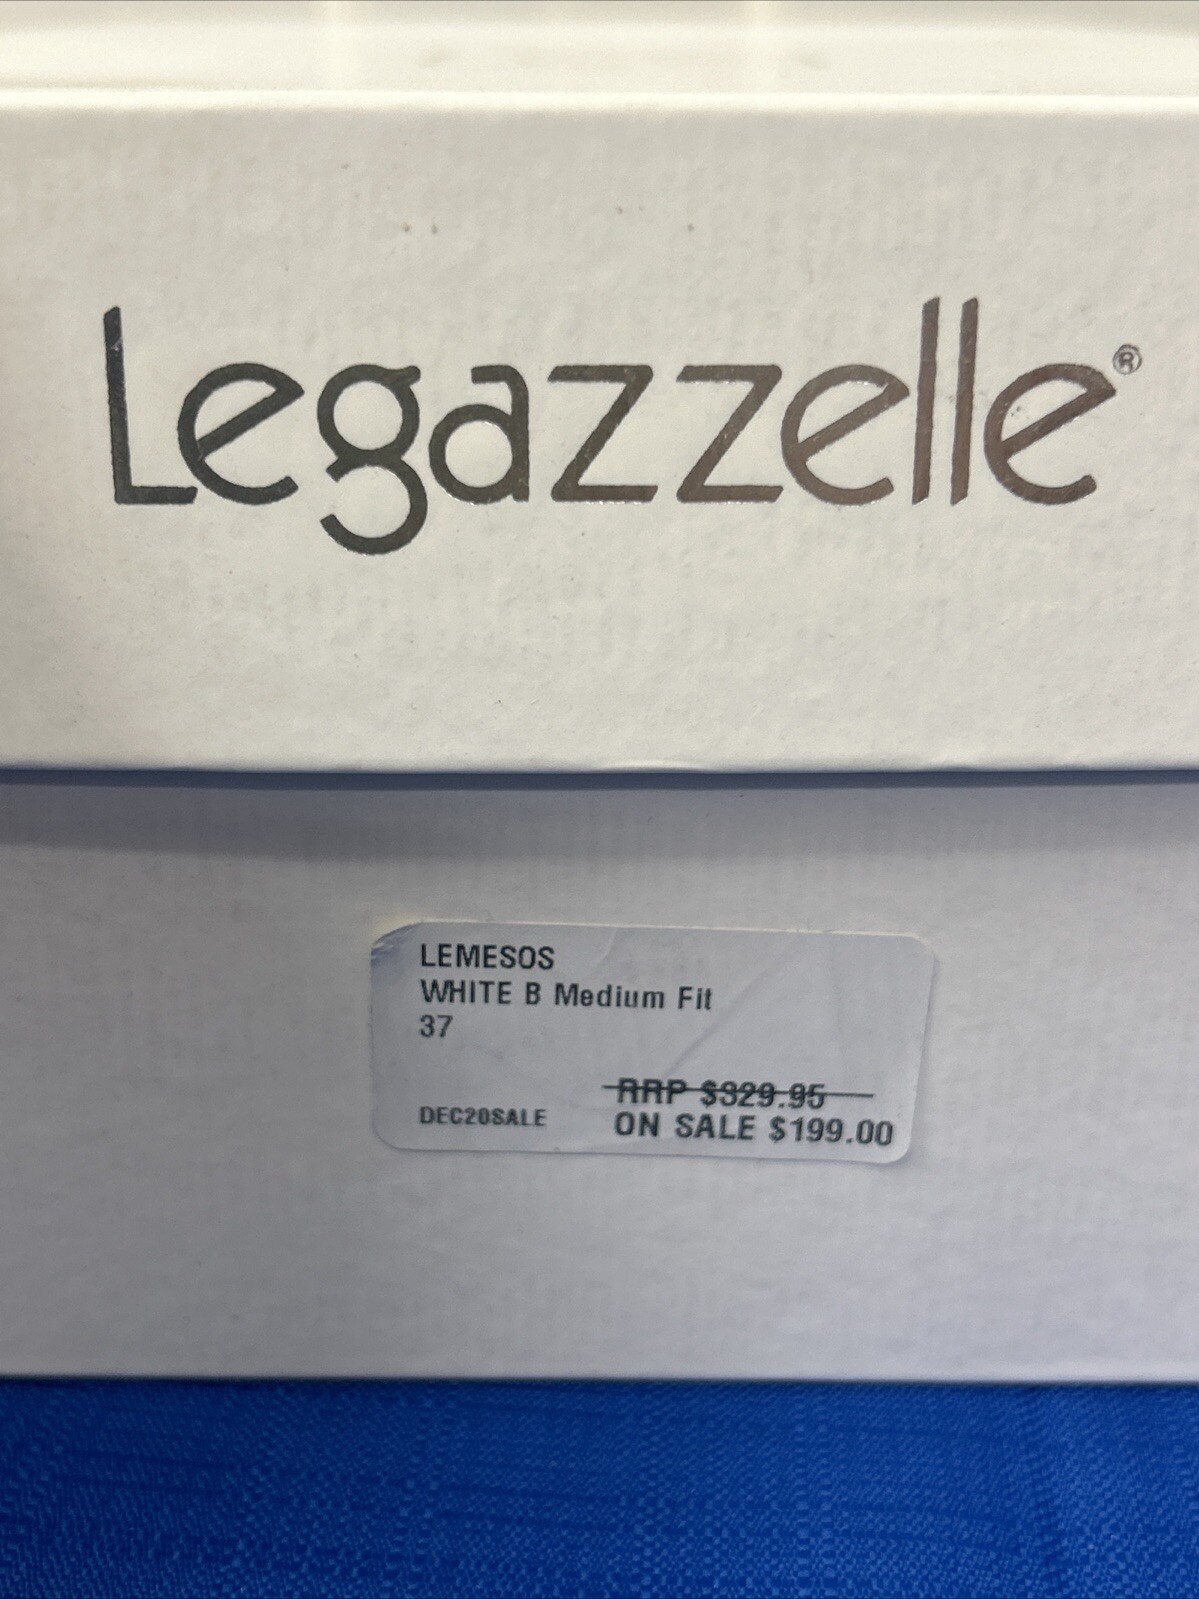 Legazzelle®
LEMESOS
WHITE B Medium Fit
37
RRP $329.95
DEC20SALE
ON SALE $199.00